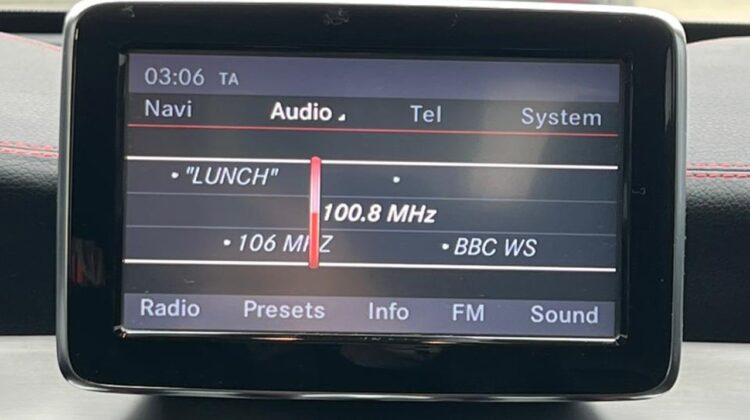 03:06 TA
Navi Audio Tel System
• "LUNCH" •
100.8 MHz
• 106 MHZ • BBC WS
Radio Presets Info FM Sound